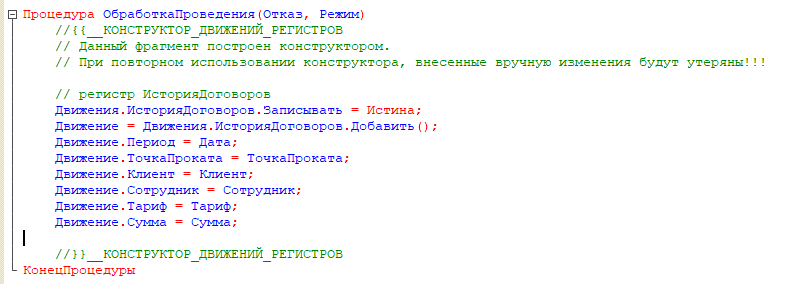 Процедура ОбработкаПроведения(Отказ, Режим)
//{{__КОНСТРУКТОР_ДВИЖЕНИЙ_РЕГИСТРОВ
// Данный фрагмент построен конструктором.
// При повторном использовании конструктора, внесенные вручную изменения будут утеряны!!!
// регистр ИсторияДоговоров
Движения.ИсторияДоговоров.Записывать = Истина;
Движение = Движения.ИсторияДоговоров.Добавить();
Движение.Период = Дата;
Движение.ТочкаПроката = ТочкаПроката;
Движение.Клиент = Клиент;
Движение.Сотрудник = Сотрудник;
Движение.Тариф = Тариф;
Движение.Сумма = Сумма;
//}}__КОНСТРУКТОР_ДВИЖЕНИЙ_РЕГИСТРОВ
КонецПроцедуры